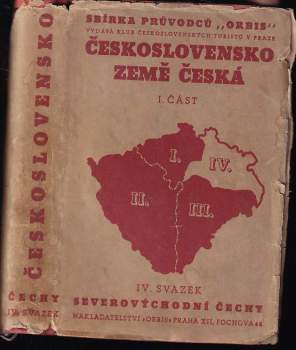 ČESKOSLOVENSKO
ČECHY
IV. SVAZEK
SBÍRKA PRŮVODCŮ „ORBIS"
VYDÁVÁ KLUB ČESKOSLOVENSKÝCH TURISTŮ V PRAZE
ČESKOSLOVENSKO
ZEMĚ ČESKÁ
I. ČÁST
I.
IV.
II.
III.
IV. SVAZEK
SEVEROVÝCHODNÍ ČECHY
NAKLADATELSTVÍ »ORBIS« PRAHA XII, FOCHOVA 62